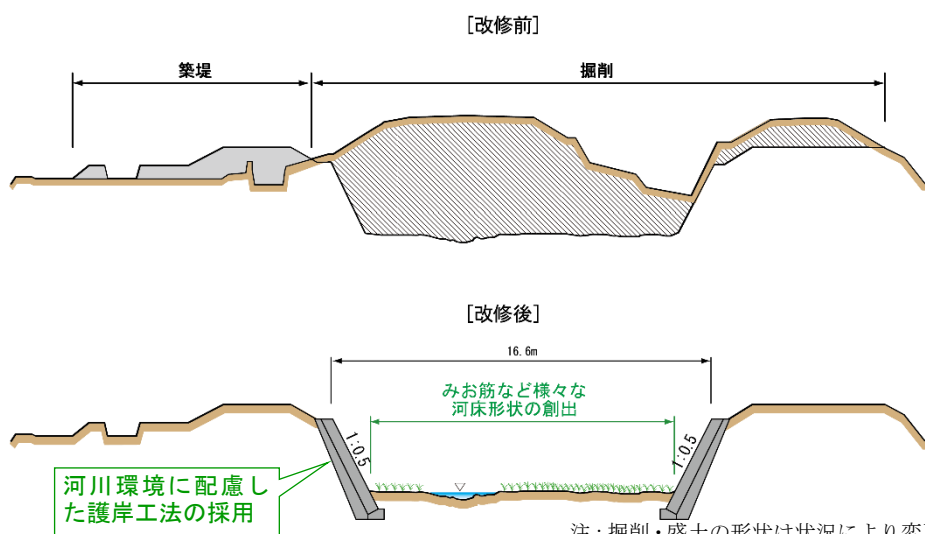 [改修前]
築堤
掘削
[改修後]
16.6m
みお筋など様々な
河床形状の創出
1:0.5
1:0.5
河川環境に配慮し
た護岸工法の採用
注：掘削・盛土の形状は状況により変